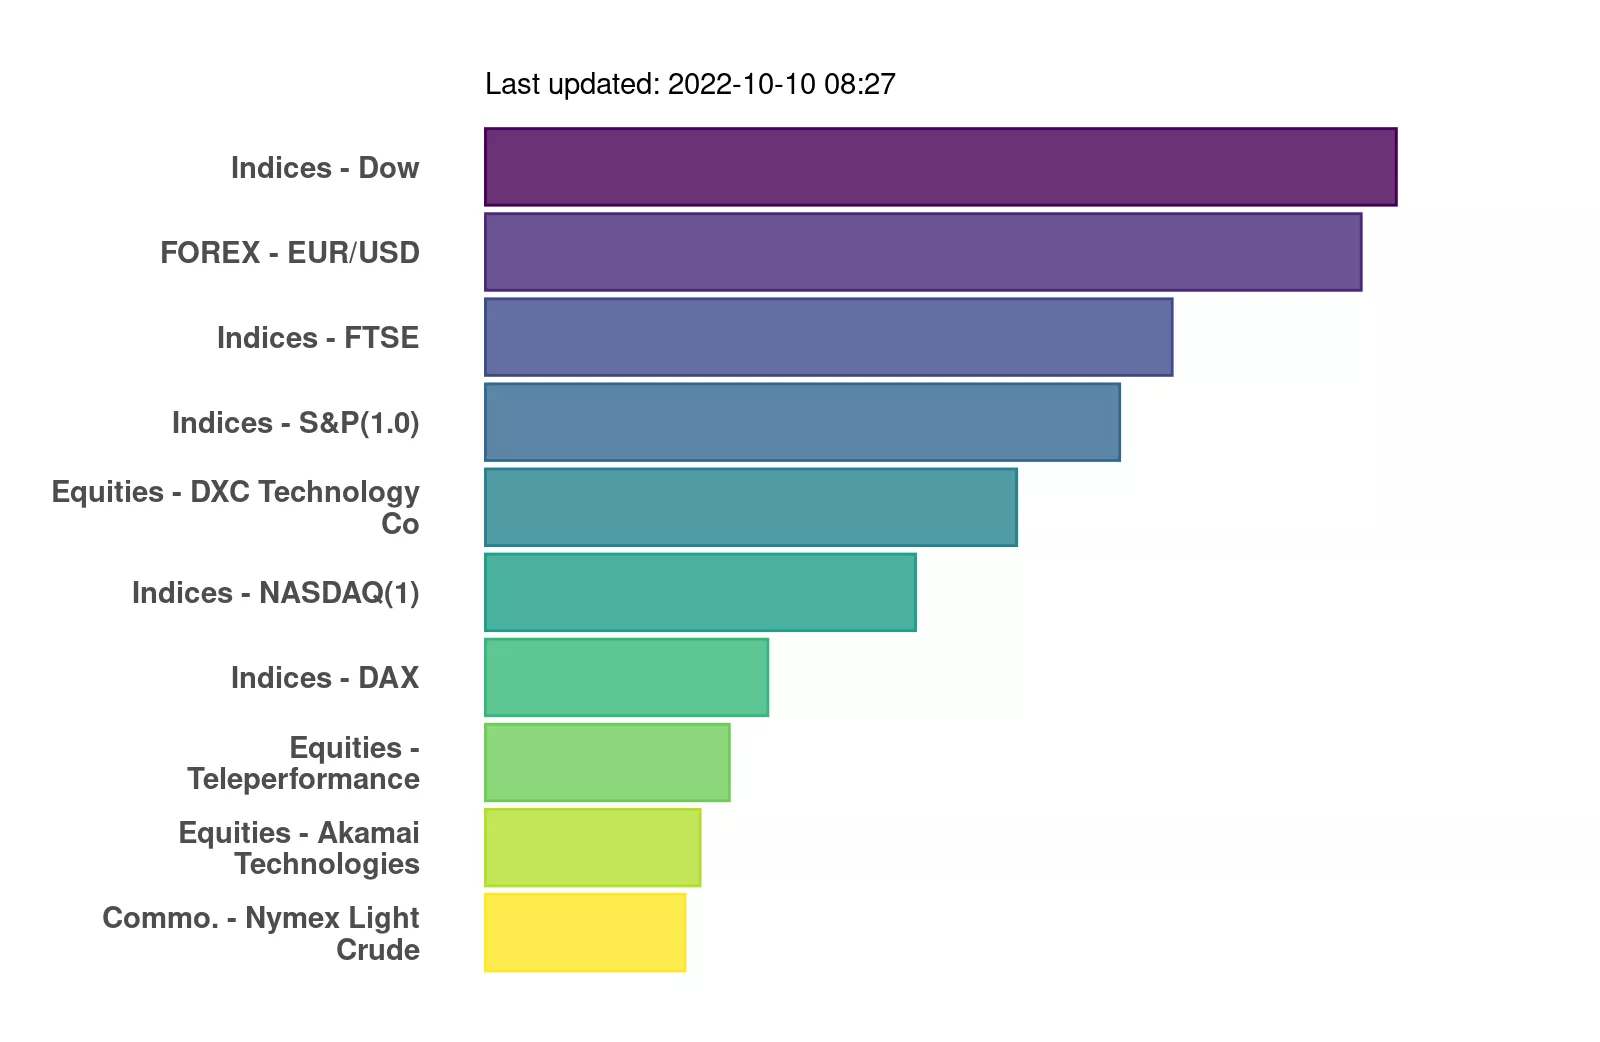 Last updated: 2022-10-10 08:27
Indices - Dow
FOREX - EUR/USD
Indices - FTSE
Indices - S&P(1.0)
Equities - DXC Technology
Co
Indices - NASDAQ(1)
Indices - DAX
Equities -
Teleperformance
Equities - Akamai
Technologies
Commo. - Nymex Light
Crude